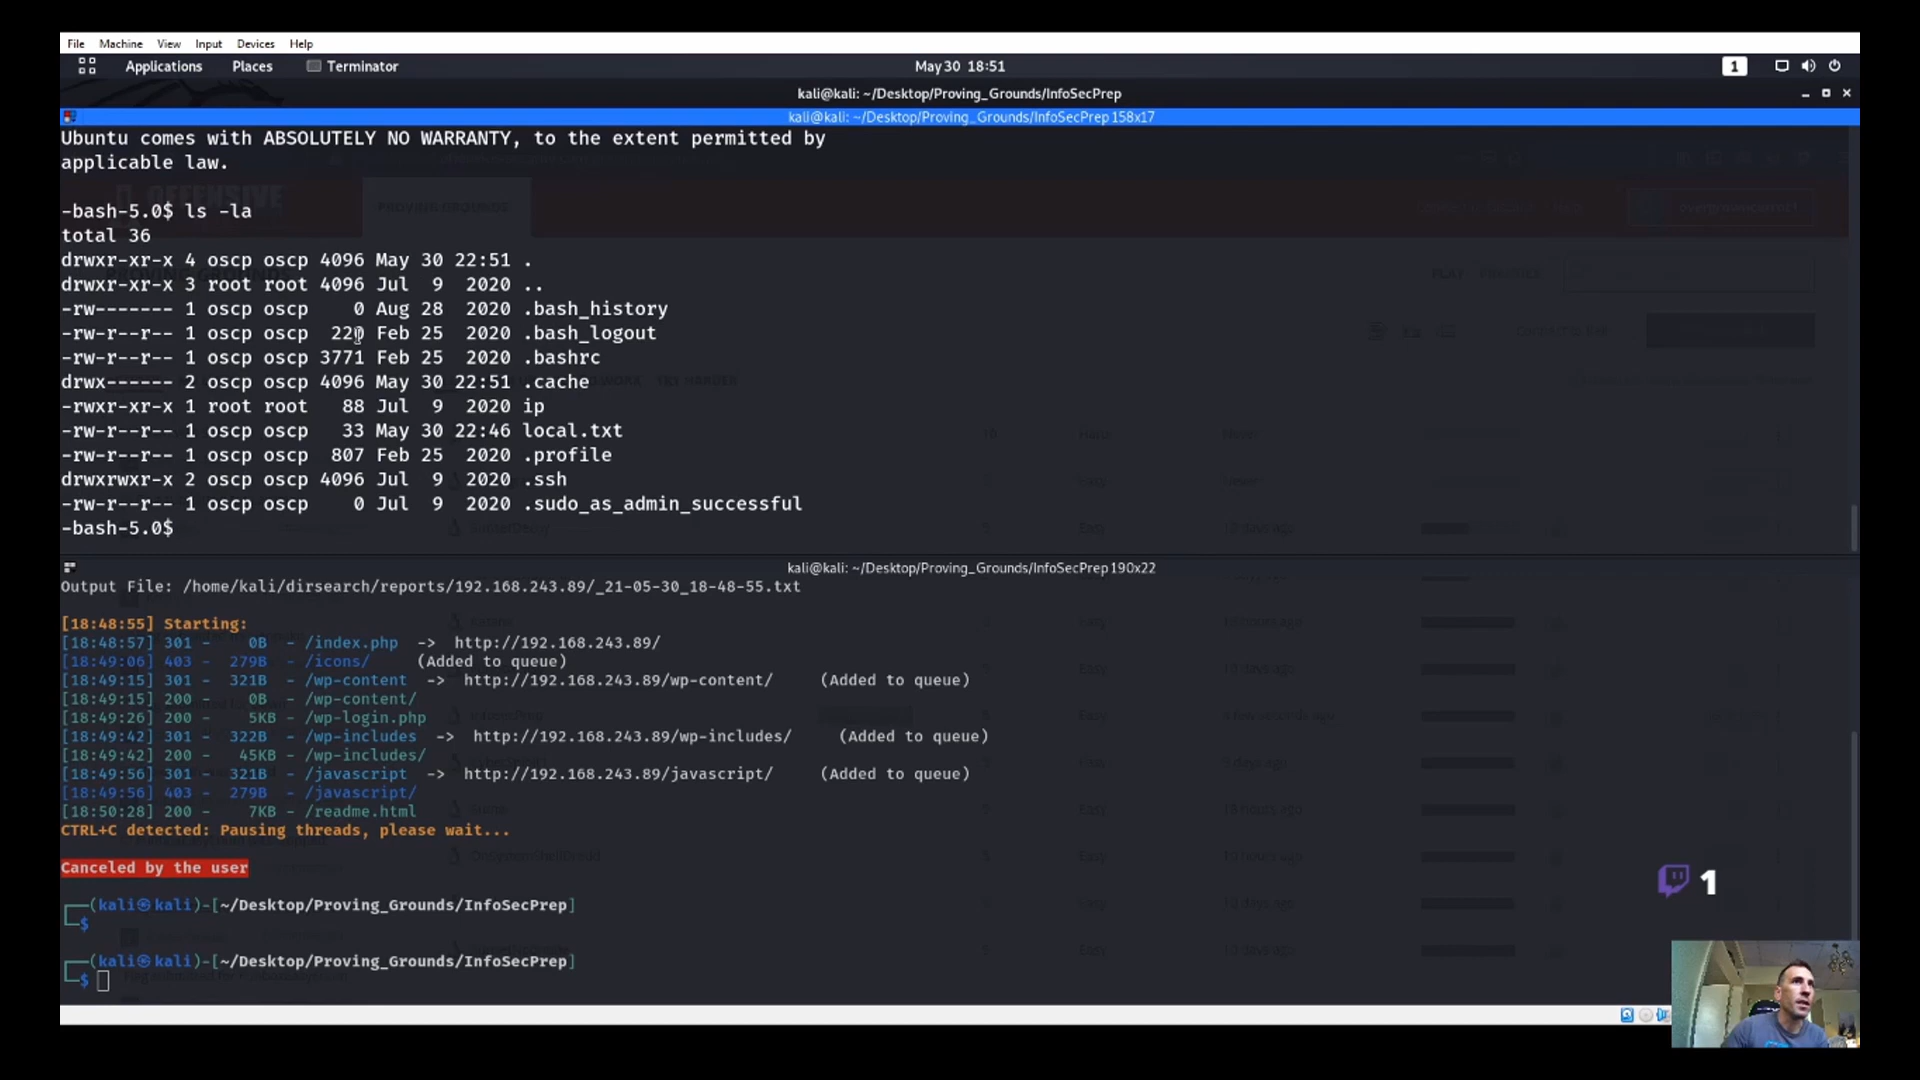 File Machine View Input Devices Help
Applications Places Terminator May 30 18:51 1
kali@kali: ~/Desktop/Proving_Grounds/InfoSecPrep
kali@kali: ~/Desktop/Proving_Grounds/InfoSecPrep 158x17
Ubuntu comes with ABSOLUTELY NO WARRANTY, to the extent permitted by
applicable law.
-bash-5.0$ ls -la
total 36
drwxr-xr-x 4 oscp oscp 4096 May 30 22:51 .
drwxr-xr-x 3 root root 4096 Jul  9  2020 ..
-rw------- 1 oscp oscp    0 Aug 28  2020 .bash_history
-rw-r--r-- 1 oscp oscp  220 Feb 25  2020 .bash_logout
-rw-r--r-- 1 oscp oscp 3771 Feb 25  2020 .bashrc
drwx------ 2 oscp oscp 4096 May 30 22:51 .cache
-rwxr-xr-x 1 root root   88 Jul  9  2020 ip
-rw-r--r-- 1 oscp oscp   33 May 30 22:46 local.txt
-rw-r--r-- 1 oscp oscp  807 Feb 25  2020 .profile
drwxrwxr-x 2 oscp oscp 4096 Jul  9  2020 .ssh
-rw-r--r-- 1 oscp oscp    0 Jul  9  2020 .sudo_as_admin_successful
-bash-5.0$
kali@kali: ~/Desktop/Proving_Grounds/InfoSecPrep 190x22
Output File: /home/kali/dirsearch/reports/192.168.243.89/_21-05-30_18-48-55.txt
[18:48:55] Starting:
[18:48:57] 301 -    0B  - /index.php  ->  http://192.168.243.89/
[18:49:06] 403 -  279B  - /icons/    (Added to queue)
[18:49:15] 301 -  321B  - /wp-content  ->  http://192.168.243.89/wp-content/    (Added to queue)
[18:49:15] 200 -    0B  - /wp-content/
[18:49:26] 200 -    5KB - /wp-login.php
[18:49:42] 301 -  322B  - /wp-includes  ->  http://192.168.243.89/wp-includes/    (Added to queue)
[18:49:42] 200 -   45KB - /wp-includes/
[18:49:56] 301 -  321B  - /javascript  ->  http://192.168.243.89/javascript/    (Added to queue)
[18:49:56] 403 -  279B  - /javascript/
[18:50:28] 200 -    7KB - /readme.html
CTRL+C detected: Pausing threads, please wait...
Canceled by the user
┌──(kali㉿kali)-[~/Desktop/Proving_Grounds/InfoSecPrep]
└─$
┌──(kali㉿kali)-[~/Desktop/Proving_Grounds/InfoSecPrep]
└─$
1